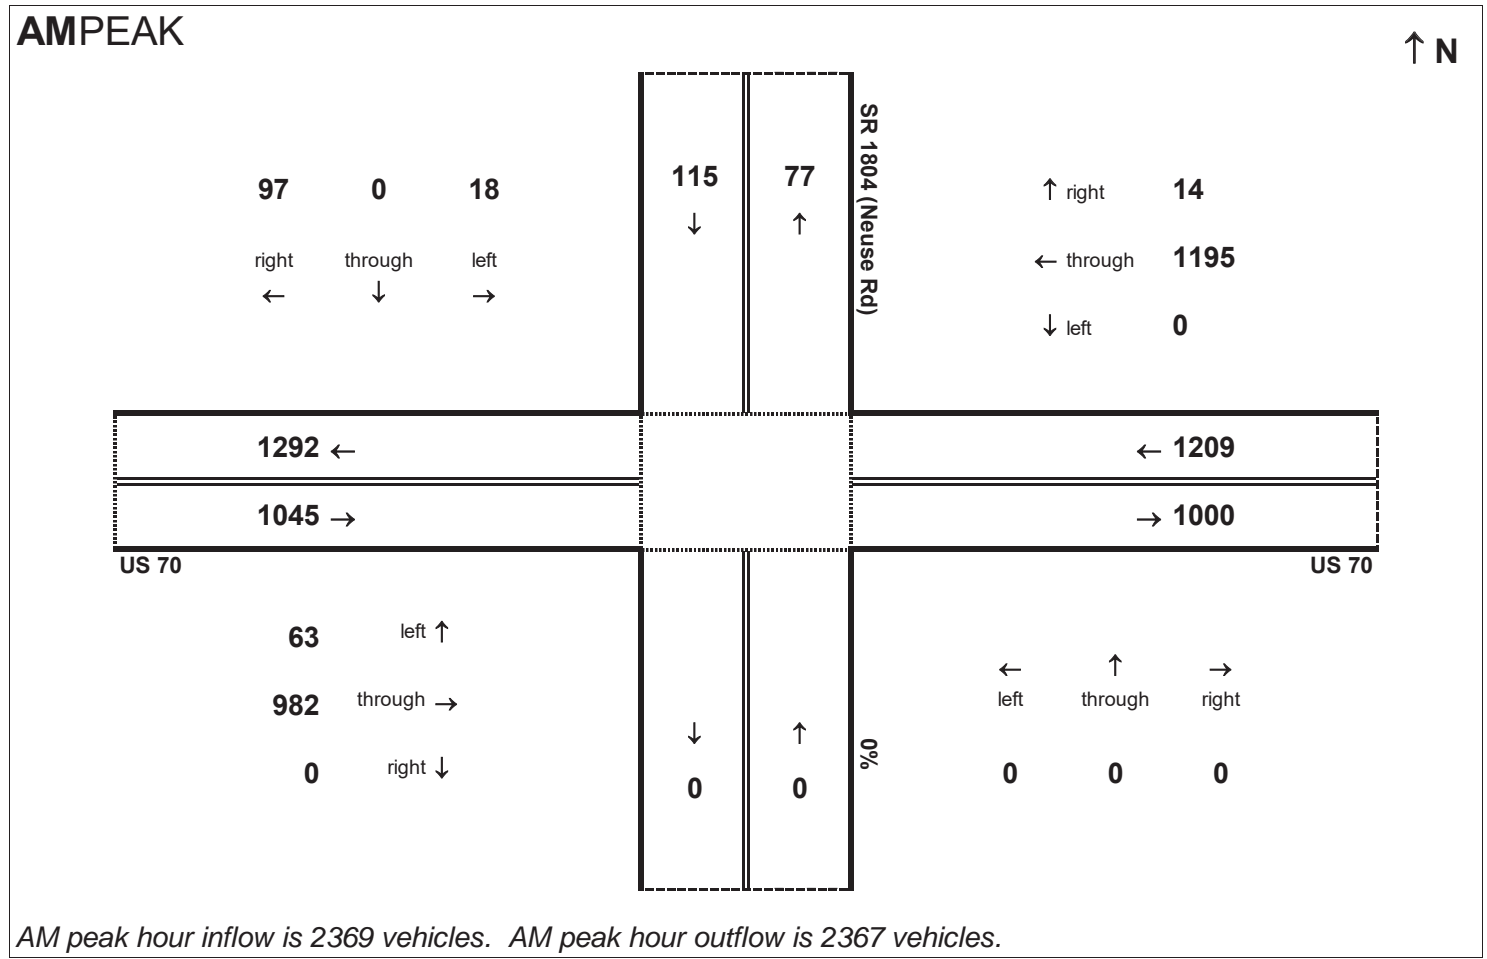 AMPEAK
↑ N
SR 1804 (Neuse Rd)
97 0 18
right through left
← ↓ →
115 77
↓ ↑
↑ right 14
← through 1195
↓ left 0
1292 ←
1045 →
← 1209
→ 1000
US 70
US 70
63 left ↑
982 through →
0 right ↓
↓ ↑
0 0
0%
← ↑ →
left through right
0 0 0
AM peak hour inflow is 2369 vehicles. AM peak hour outflow is 2367 vehicles.